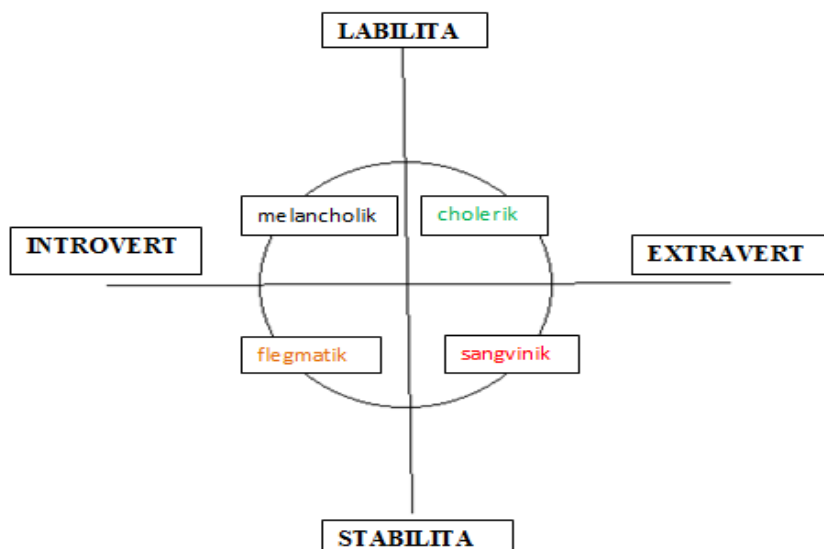 LABILITA
melancholik
cholerik
INTROVERT
EXTRAVERT
flegmatik
sangvinik
STABILITA